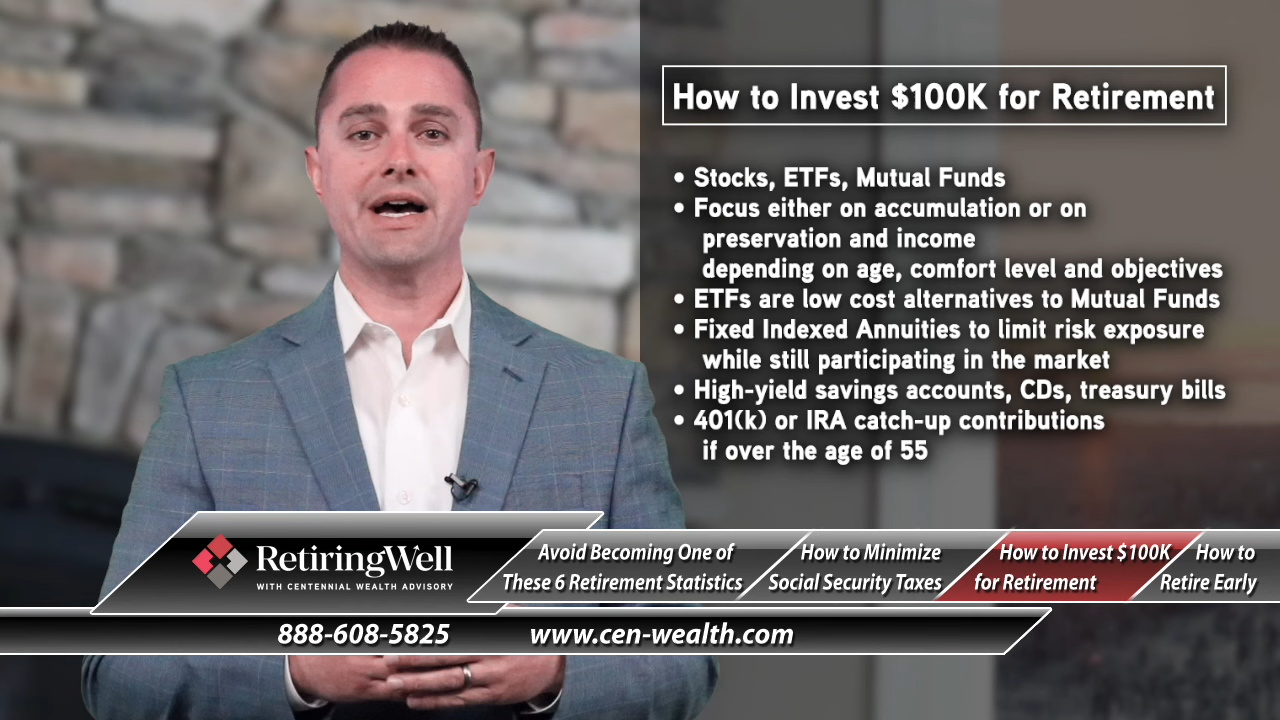 How to Invest $100K for Retirement
• Stocks, ETFs, Mutual Funds
• Focus either on accumulation or on
preservation and income
depending on age, comfort level and objectives
• ETFs are low cost alternatives to Mutual Funds
• Fixed Indexed Annuities to limit risk exposure
while still participating in the market
• High-yield savings accounts, CDs, treasury bills
• 401(k) or IRA catch-up contributions
if over the age of 55
RetiringWell
WITH CENTENNIAL WEALTH ADVISORY
Avoid Becoming One of
These 6 Retirement Statistics
How to Minimize
Social Security Taxes
How to Invest $100K
for Retirement
How to
Retire Early
888-608-5825
www.cen-wealth.com